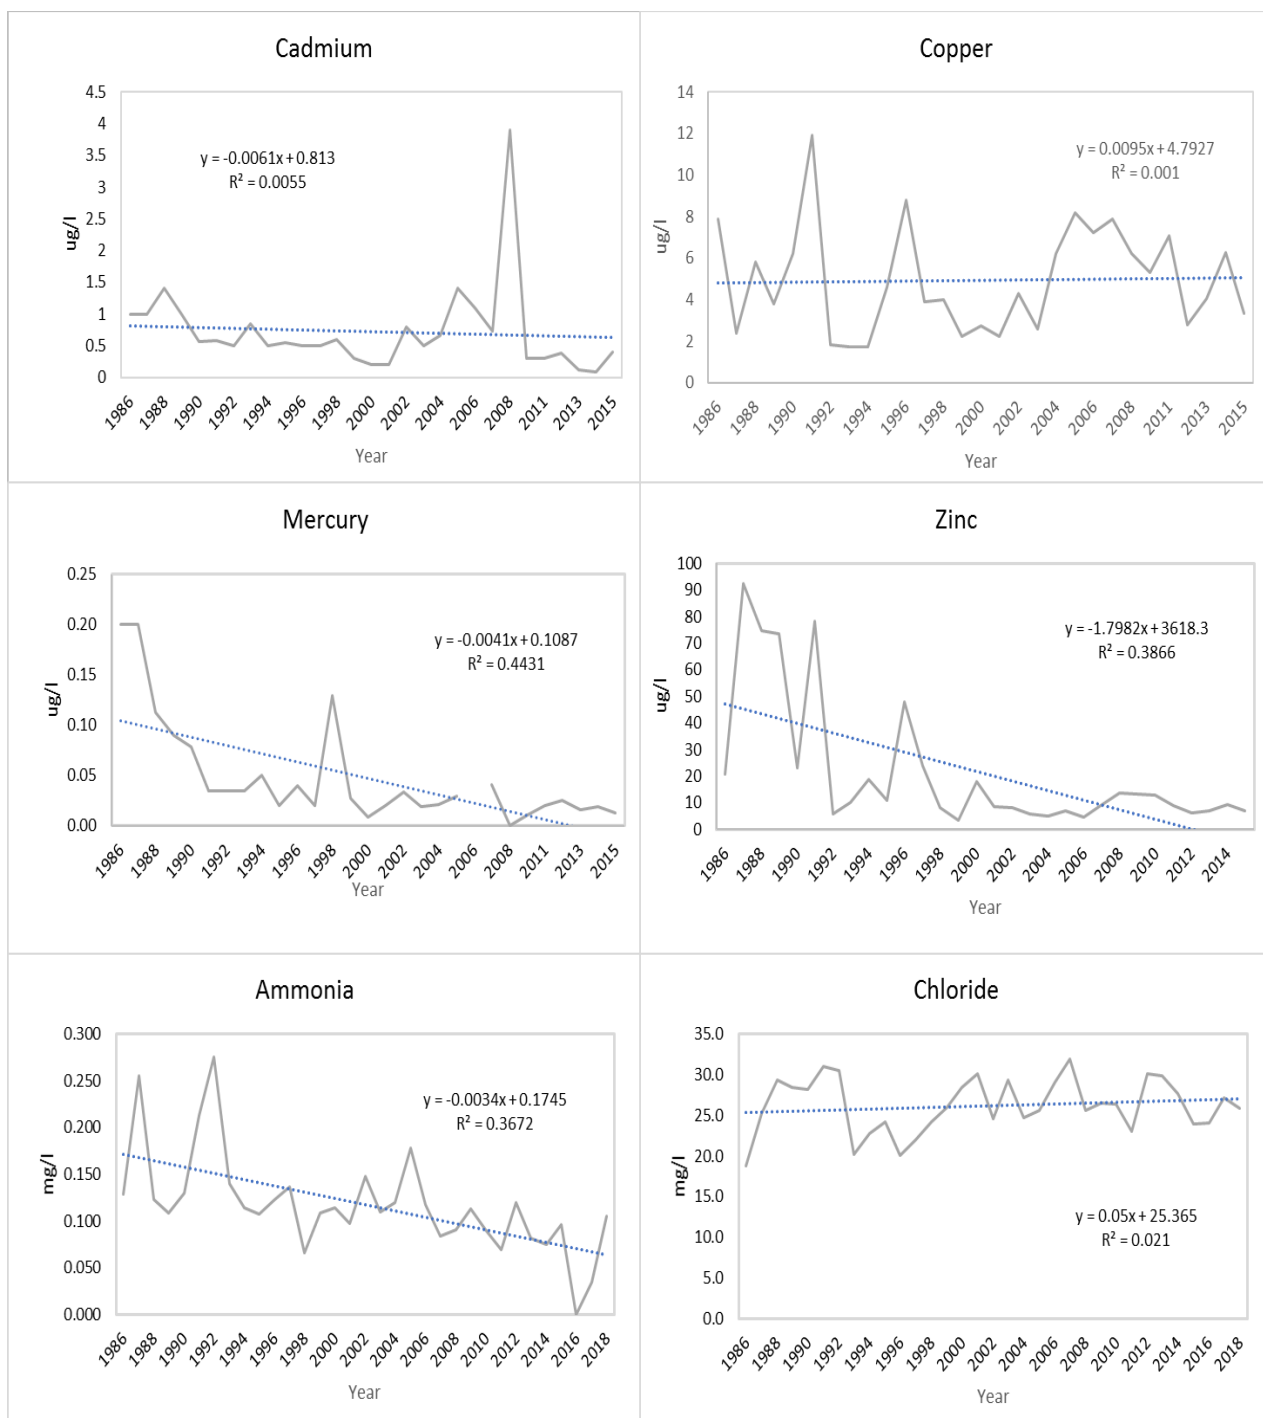 Cadmium
4.5
4
3.5
3
2.5
2
1.5
1
0.5
0
ug/l
y = -0.0061x + 0.813
R² = 0.0055
1986 1988 1990 1992 1994 1996 1998 2000 2002 2004 2006 2008 2011 2013 2015
Year
Copper
14
12
10
8
6
4
2
0
ug/l
y = 0.0095x + 4.7927
R² = 0.001
1986 1988 1990 1992 1994 1996 1998 2000 2002 2004 2006 2008 2011 2013 2015
Year
Mercury
0.25
0.20
0.15
0.10
0.05
0.00
ug/l
y = -0.0041x + 0.1087
R² = 0.4431
1986 1988 1990 1992 1994 1996 1998 2000 2002 2004 2006 2008 2011 2013 2015
Year
Zinc
100
90
80
70
60
50
40
30
20
10
0
ug/l
y = -1.7982x + 3618.3
R² = 0.3866
1986 1988 1990 1992 1994 1996 1998 2000 2002 2004 2006 2008 2010 2012 2014
Year
Ammonia
0.300
0.250
0.200
0.150
0.100
0.050
0.000
mg/l
y = -0.0034x + 0.1745
R² = 0.3672
1986 1988 1990 1992 1994 1996 1998 2000 2002 2004 2006 2008 2010 2012 2014 2016 2018
Year
Chloride
35.0
30.0
25.0
20.0
15.0
10.0
5.0
0.0
mg/l
y = 0.05x + 25.365
R² = 0.021
1986 1988 1990 1992 1994 1996 1998 2000 2002 2004 2006 2008 2010 2012 2014 2016 2018
Year